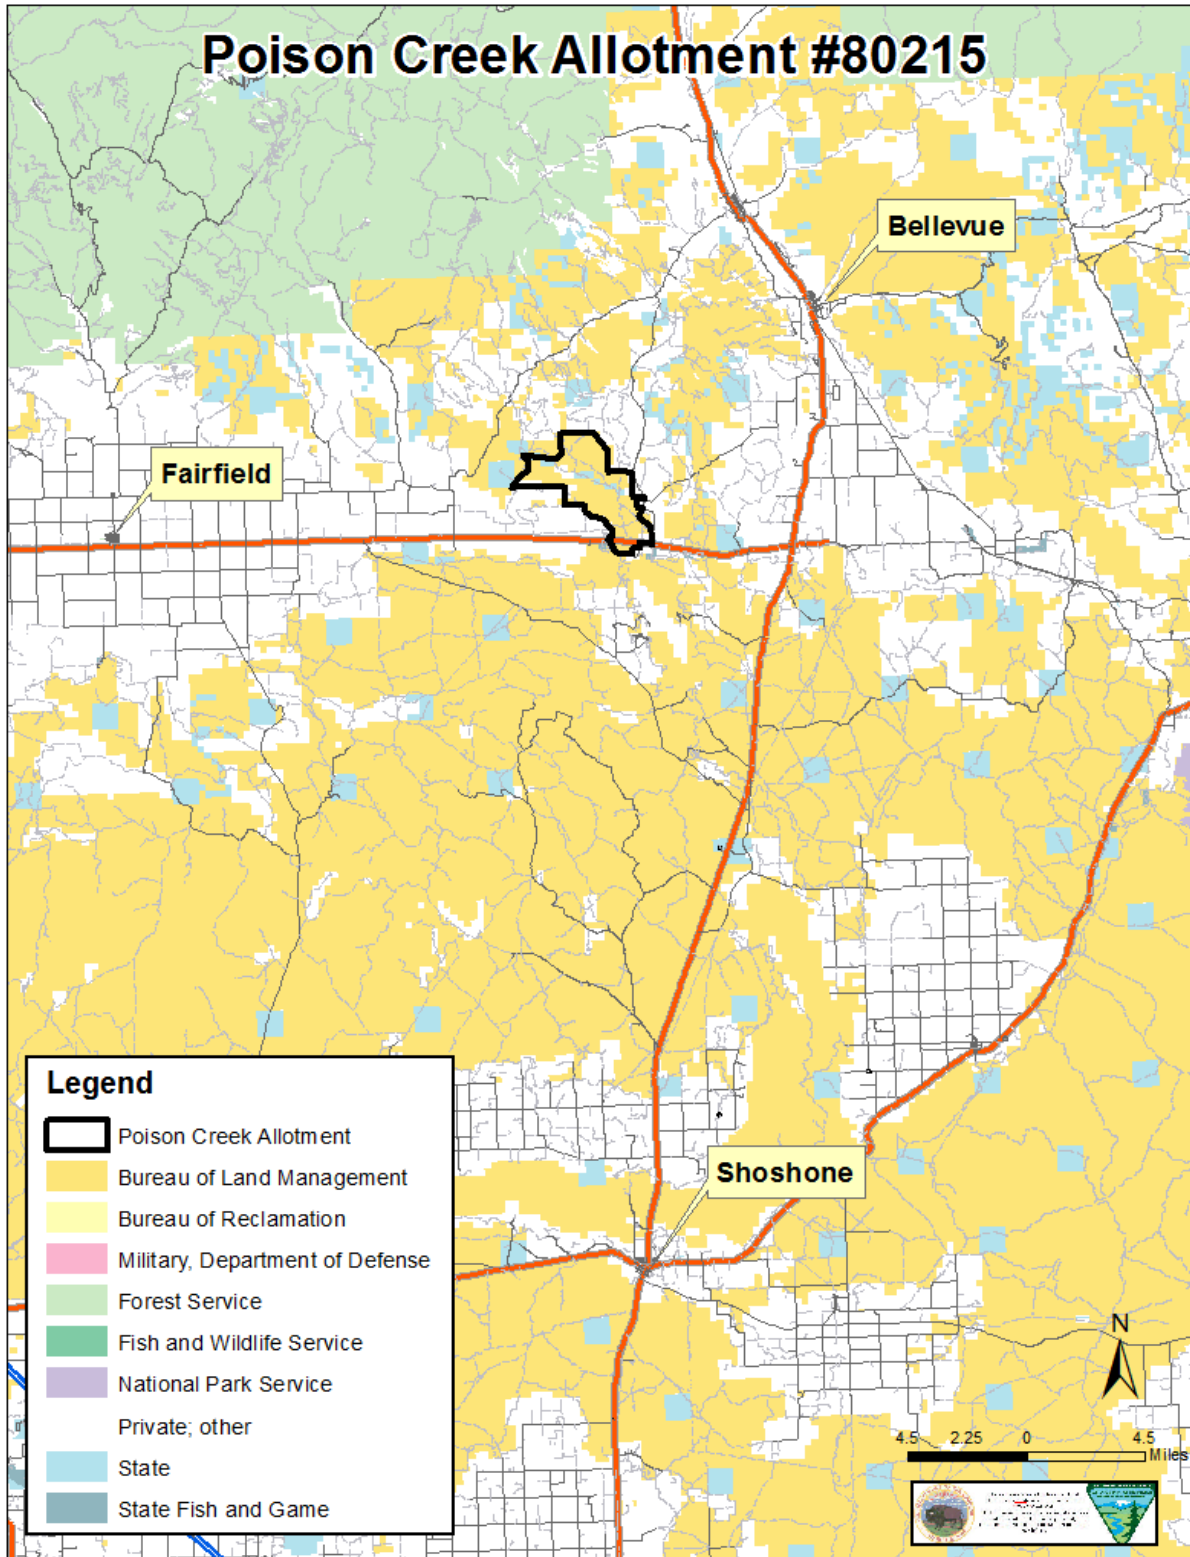 Poison Creek Allotment #80215
Bellevue
Fairfield
Shoshone
Legend
Poison Creek Allotment
Bureau of Land Management
Bureau of Reclamation
Military, Department of Defense
Forest Service
Fish and Wildlife Service
National Park Service
Private; other
State
State Fish and Game
N
4.5 2.25 0 4.5
Miles